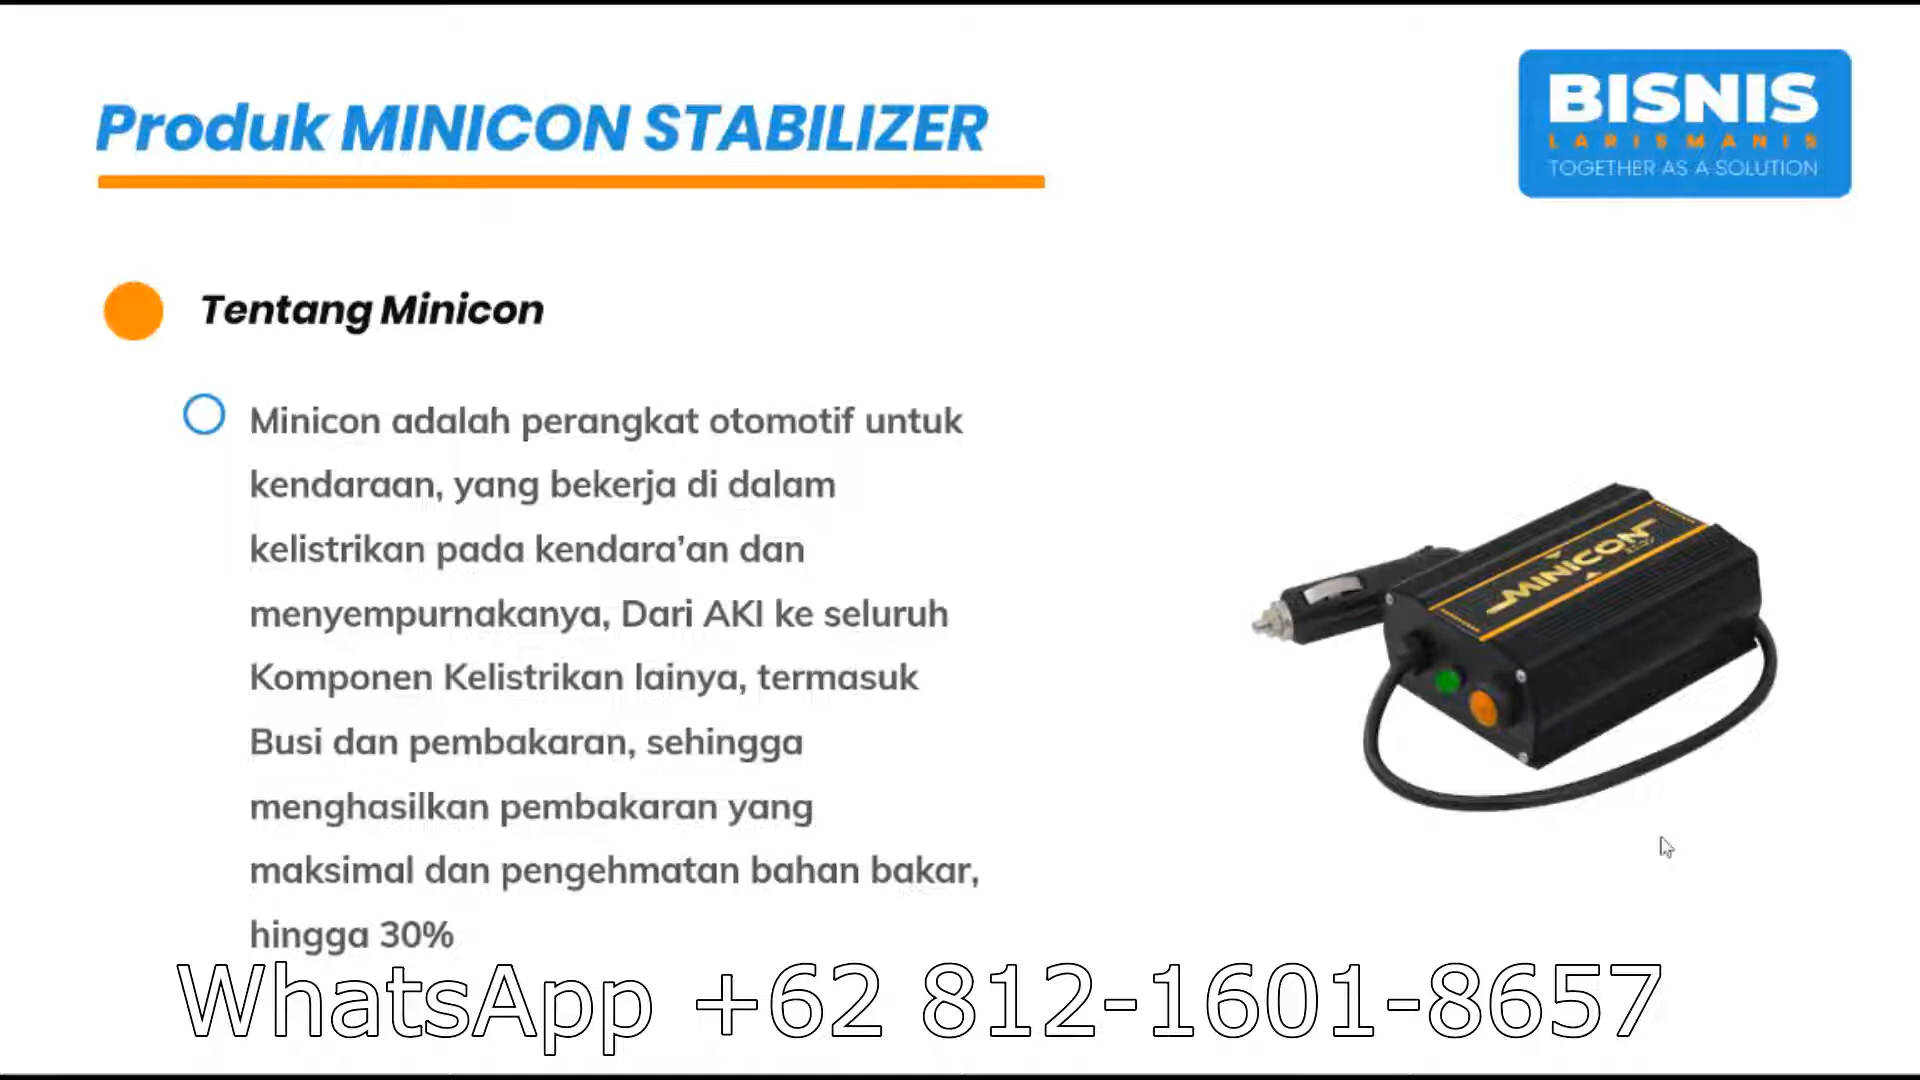 Produk MINICON STABILIZER
BISNIS
LARISMANIS
TOGETHER AS A SOLUTION
Tentang Minicon
Minicon adalah perangkat otomotif untuk
kendaraan, yang bekerja di dalam
kelistrikan pada kendara’an dan
menyempurnakanya, Dari AKI ke seluruh
Komponen Kelistrikan lainya, termasuk
Busi dan pembakaran, sehingga
menghasilkan pembakaran yang
maksimal dan pengehmatan bahan bakar,
hingga 30%
MINICON
WhatsApp +62 812-1601-8657